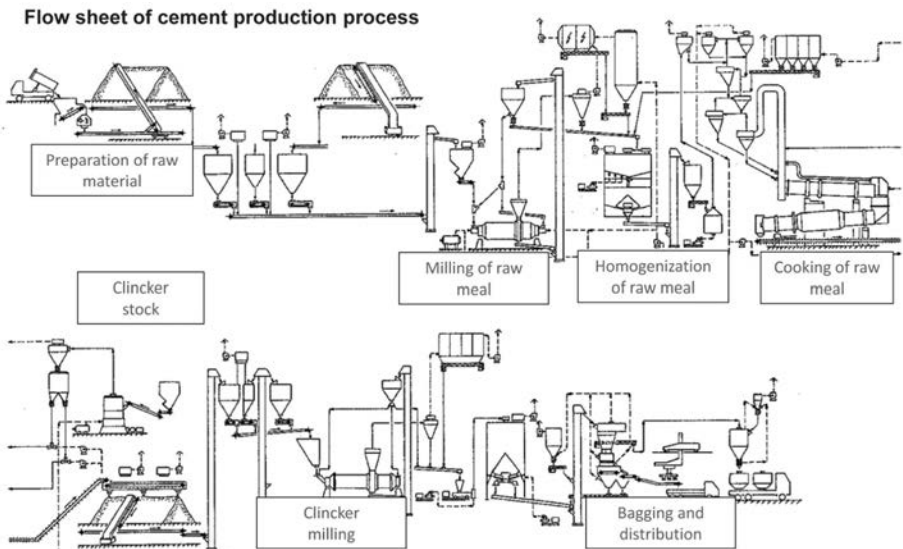 Flow sheet of cement production process
Preparation of raw
material
Milling of raw
meal
Homogenization
of raw meal
Cooking of raw
meal
Clincker
stock
Clincker
milling
Bagging and
distribution